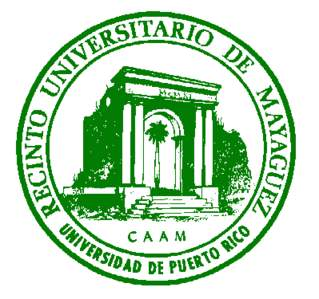 RECINTO UNIVERSITARIO DE MAYAGUEZ
CAAM
UNIVERSIDAD DE PUERTO RICO